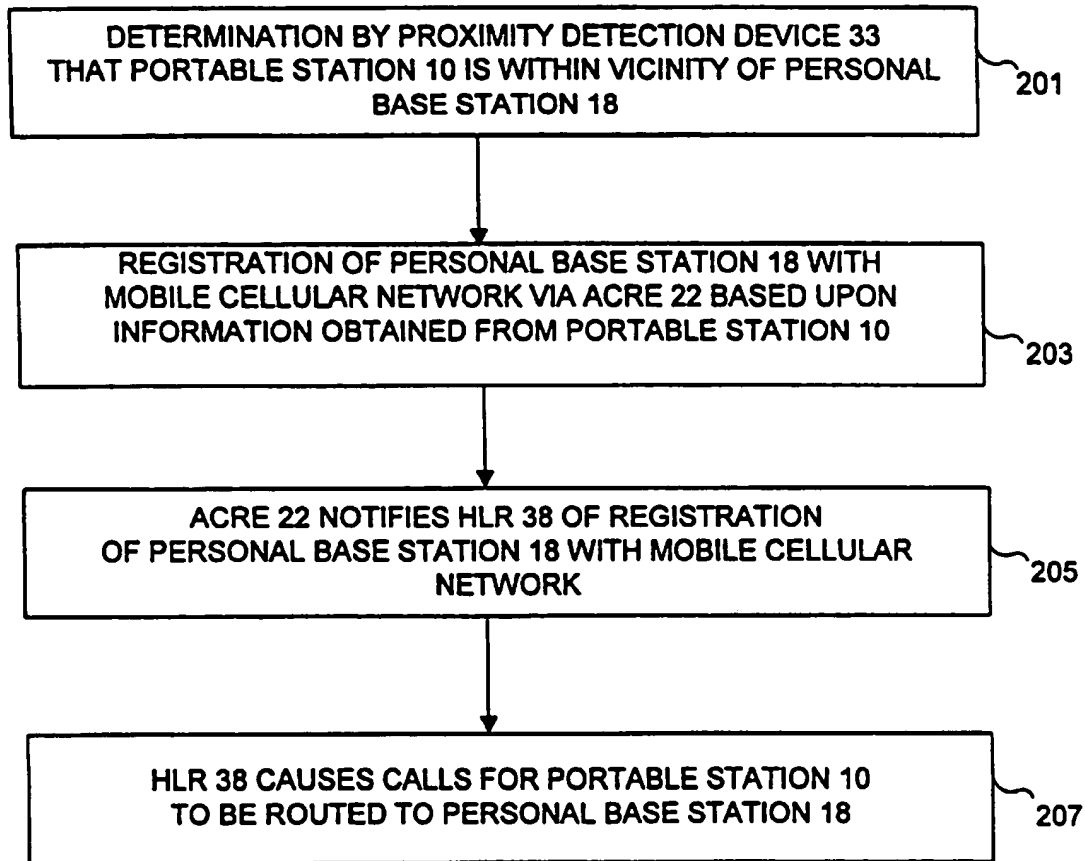 DETERMINATION BY PROXIMITY DETECTION DEVICE 33
THAT PORTABLE STATION 10 IS WITHIN VICINITY OF PERSONAL
BASE STATION 18
201
REGISTRATION OF PERSONAL BASE STATION 18 WITH
MOBILE CELLULAR NETWORK VIA ACRE 22 BASED UPON
INFORMATION OBTAINED FROM PORTABLE STATION 10
203
ACRE 22 NOTIFIES HLR 38 OF REGISTRATION
OF PERSONAL BASE STATION 18 WITH MOBILE CELLULAR
NETWORK
205
HLR 38 CAUSES CALLS FOR PORTABLE STATION 10
TO BE ROUTED TO PERSONAL BASE STATION 18
207